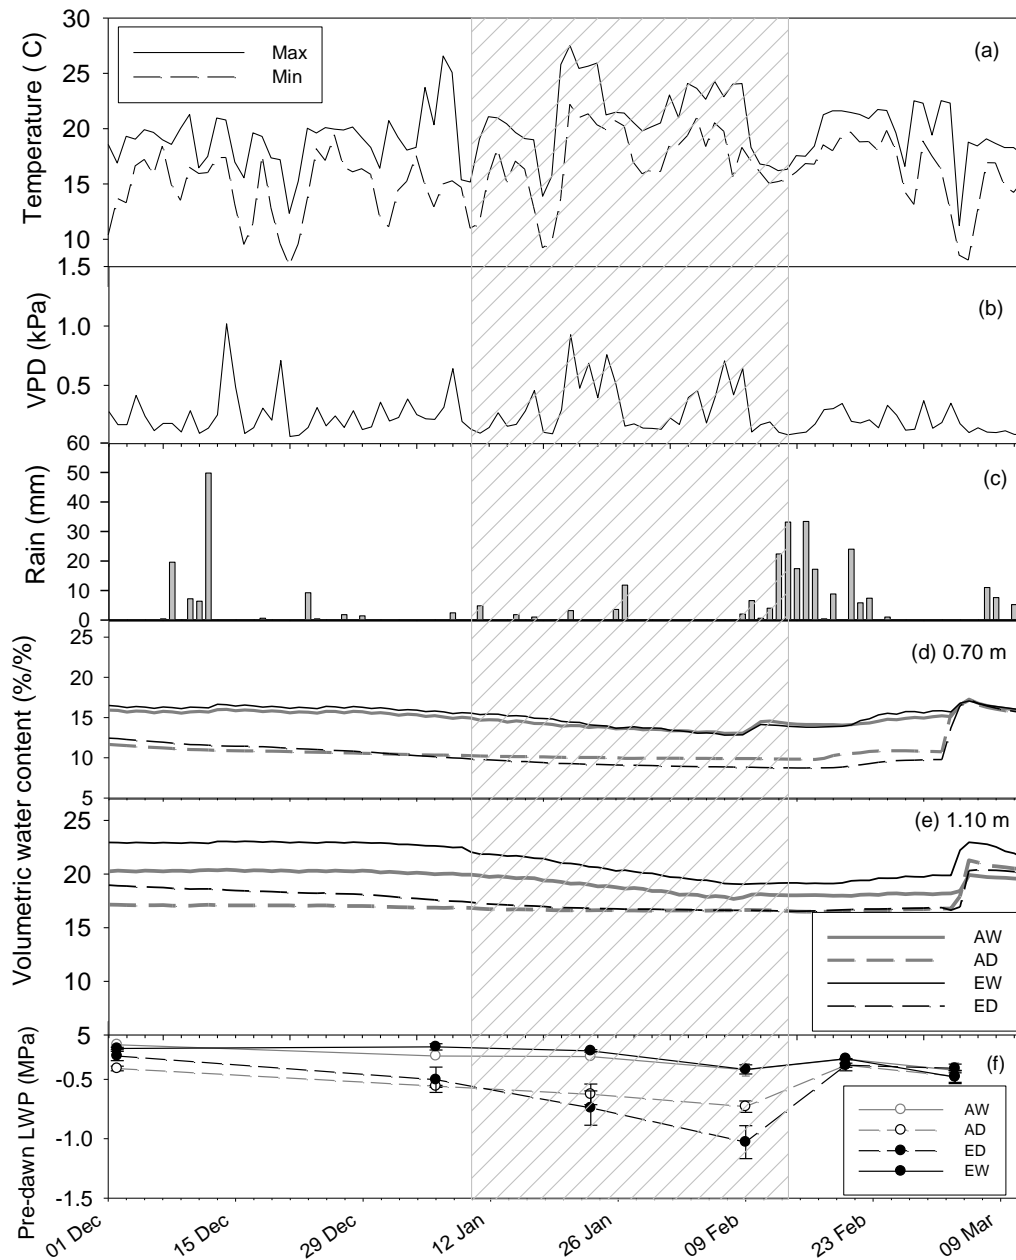 30
25
20
15
10
Temperature ( C)
Max
Min
(a)
1.5
1.0
0.5
VPD (kPa)
(b)
60
50
40
30
20
10
0
Rain (mm)
(c)
25
20
15
10
5
Volumetric water content (%/%)
(d) 0.70 m
25
20
15
10
5
(e) 1.10 m
AW
AD
EW
ED
-0.5
-1.0
-1.5
Pre-dawn LWP (MPa)
(f)
AW
AD
ED
EW
01 Dec
15 Dec
29 Dec
12 Jan
26 Jan
09 Feb
23 Feb
09 Mar